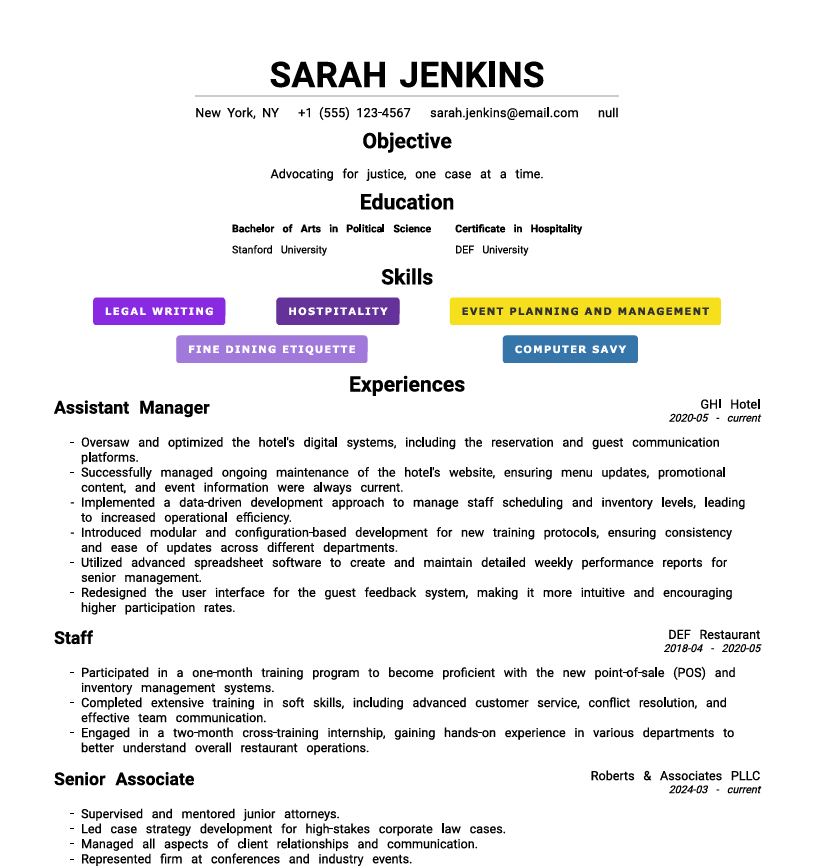 SARAH JENKINS
New York, NY +1 (555) 123-4567 sarah.jenkins@email.com null
Objective
Advocating for justice, one case at a time.
Education
Bachelor of Arts in Political Science Certificate in Hospitality
Stanford University DEF University
Skills
LEGAL WRITING HOSTPITALITY EVENT PLANNING AND MANAGEMENT
FINE DINING ETIQUETTE COMPUTER SAVY
Experiences
Assistant Manager GHI Hotel
2020-05 - current
- Oversaw and optimized the hotel's digital systems, including the reservation and guest communication
platforms.
- Successfully managed ongoing maintenance of the hotel's website, ensuring menu updates, promotional
content, and event information were always current.
- Implemented a data-driven development approach to manage staff scheduling and inventory levels, leading
to increased operational efficiency.
- Introduced modular and configuration-based development for new training protocols, ensuring consistency
and ease of updates across different departments.
- Utilized advanced spreadsheet software to create and maintain detailed weekly performance reports for
senior management.
- Redesigned the user interface for the guest feedback system, making it more intuitive and encouraging
higher participation rates.
Staff DEF Restaurant
2018-04 - 2020-05
- Participated in a one-month training program to become proficient with the new point-of-sale (POS) and
inventory management systems.
- Completed extensive training in soft skills, including advanced customer service, conflict resolution, and
effective team communication.
- Engaged in a two-month cross-training internship, gaining hands-on experience in various departments to
better understand overall restaurant operations.
Senior Associate Roberts & Associates PLLC
2024-03 - current
- Supervised and mentored junior attorneys.
- Led case strategy development for high-stakes corporate law cases.
- Managed all aspects of client relationships and communication.
- Represented firm at conferences and industry events.